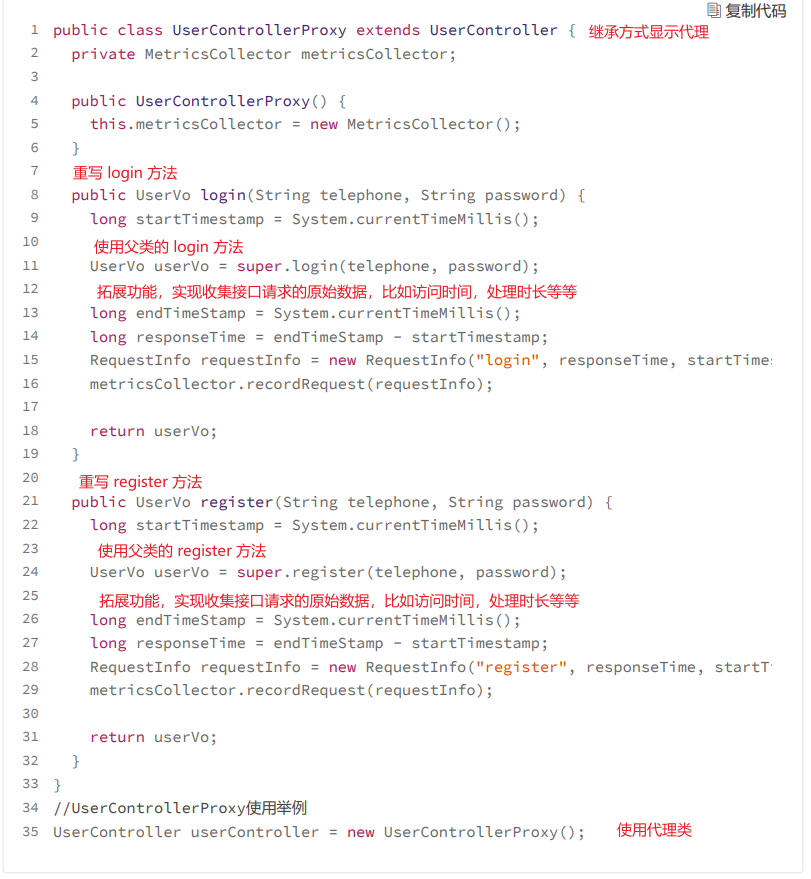 复制代码
1 public class UserControllerProxy extends UserController { 继承方式显示代理
2 private MetricsCollector metricsCollector;
3
4 public UserControllerProxy() {
5 this.metricsCollector = new MetricsCollector();
6 }
7 重写 login 方法
8 public UserVo login(String telephone, String password) {
9 long startTimestamp = System.currentTimeMillis();
10 使用父类的 login 方法
11 UserVo userVo = super.login(telephone, password);
12 拓展功能，实现收集接口请求的原始数据，比如访问时间，处理时长等等
13 long endTimeStamp = System.currentTimeMillis();
14 long responseTime = endTimeStamp - startTimestamp;
15 RequestInfo requestInfo = new RequestInfo("login", responseTime, startTimes
16 metricsCollector.recordRequest(requestInfo);
17
18 return userVo;
19 }
20 重写 register 方法
21 public UserVo register(String telephone, String password) {
22 long startTimestamp = System.currentTimeMillis();
23 使用父类的 register 方法
24 UserVo userVo = super.register(telephone, password);
25 拓展功能，实现收集接口请求的原始数据，比如访问时间，处理时长等等
26 long endTimeStamp = System.currentTimeMillis();
27 long responseTime = endTimeStamp - startTimestamp;
28 RequestInfo requestInfo = new RequestInfo("register", responseTime, startT
29 metricsCollector.recordRequest(requestInfo);
30
31 return userVo;
32 }
33 }
34 //UserControllerProxy使用举例
35 UserController userController = new UserControllerProxy(); 使用代理类